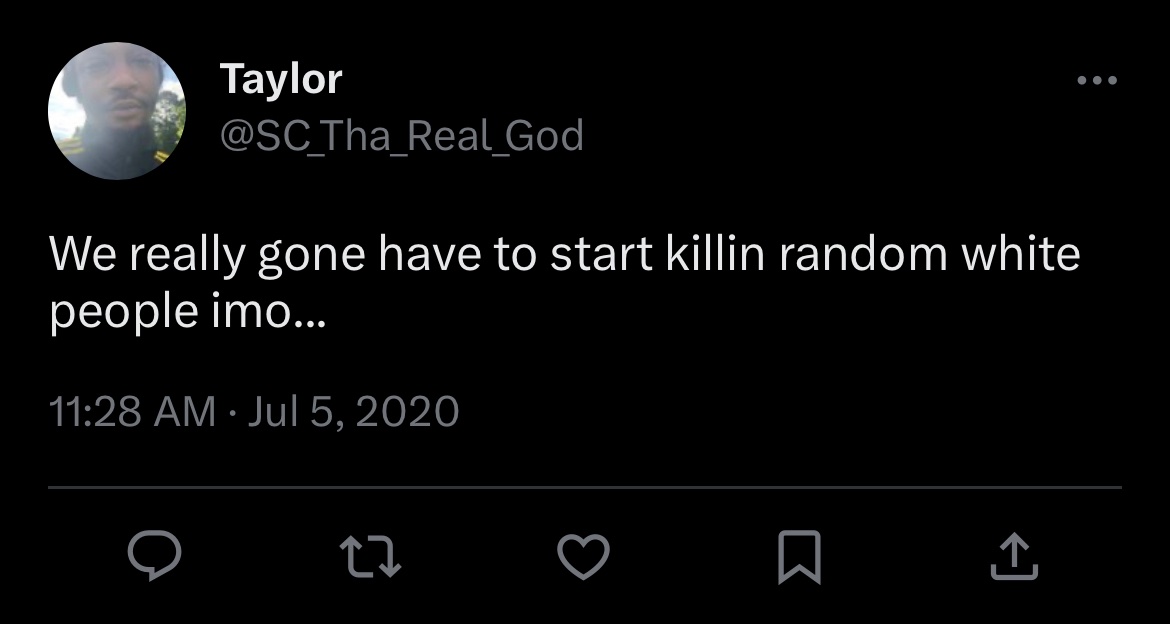 Taylor
@SC_Tha_Real_God
We really gone have to start killin random white
people imo...
11:28 AM · Jul 5, 2020